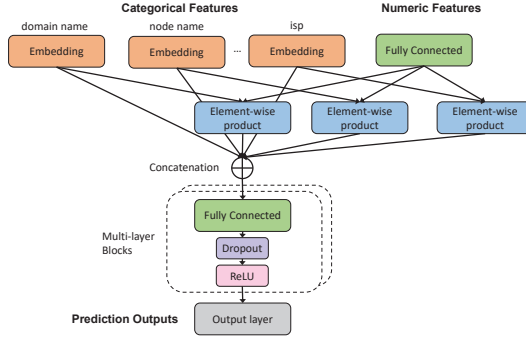 Categorical Features
Numeric Features
domain name
node name
isp
Embedding
Embedding
...
Embedding
Fully Connected
Element-wise
product
Element-wise
product
Element-wise
product
Concatenation
Multi-layer
Blocks
Fully Connected
Dropout
ReLU
Prediction Outputs
Output layer